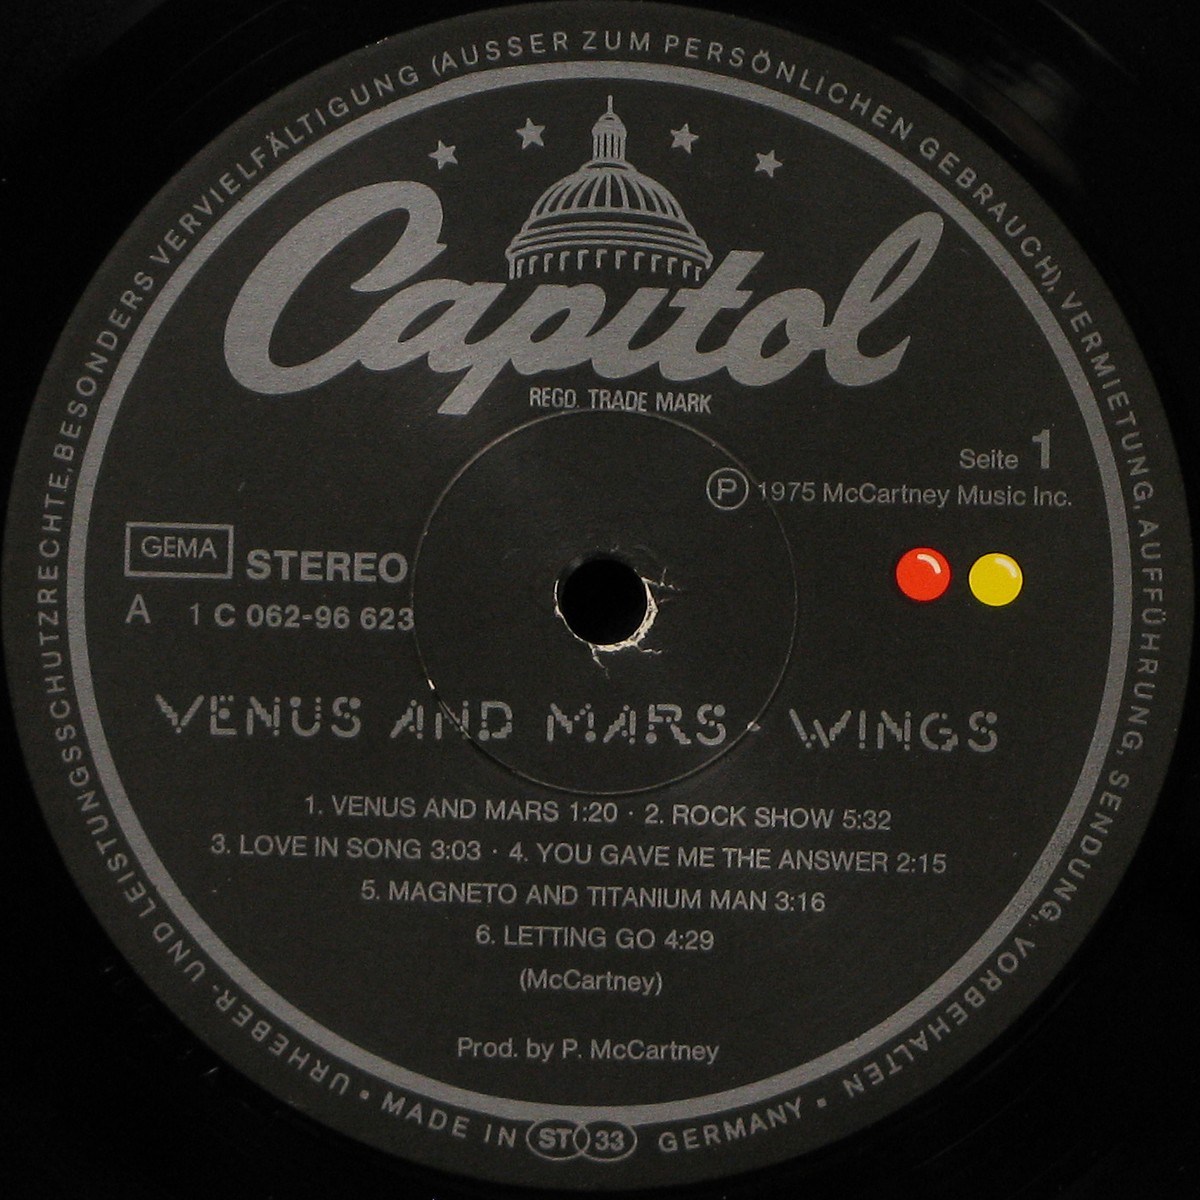 URHEBER- UND LEISTUNGSSCHUTZRECHTE, BESONDERS VERVIELFÄLTIGUNG (AUSSER ZUM PERSÖNLICHEN GEBRAUCH), VERMIETUNG, AUFFÜHRUNG, SENDUNG, VORBEHALTEN
Capitol
REGD. TRADE MARK
Seite 1
Ⓟ 1975 McCartney Music Inc.
GEMA STEREO
A 1 C 062-96 623
VENUS AND MARS · WINGS
1. VENUS AND MARS 1:20 · 2. ROCK SHOW 5:32
3. LOVE IN SONG 3:03 · 4. YOU GAVE ME THE ANSWER 2:15
5. MAGNETO AND TITANIUM MAN 3:16
6. LETTING GO 4:29
(McCartney)
Prod. by P. McCartney
▪ MADE IN ST 33 GERMANY ▪